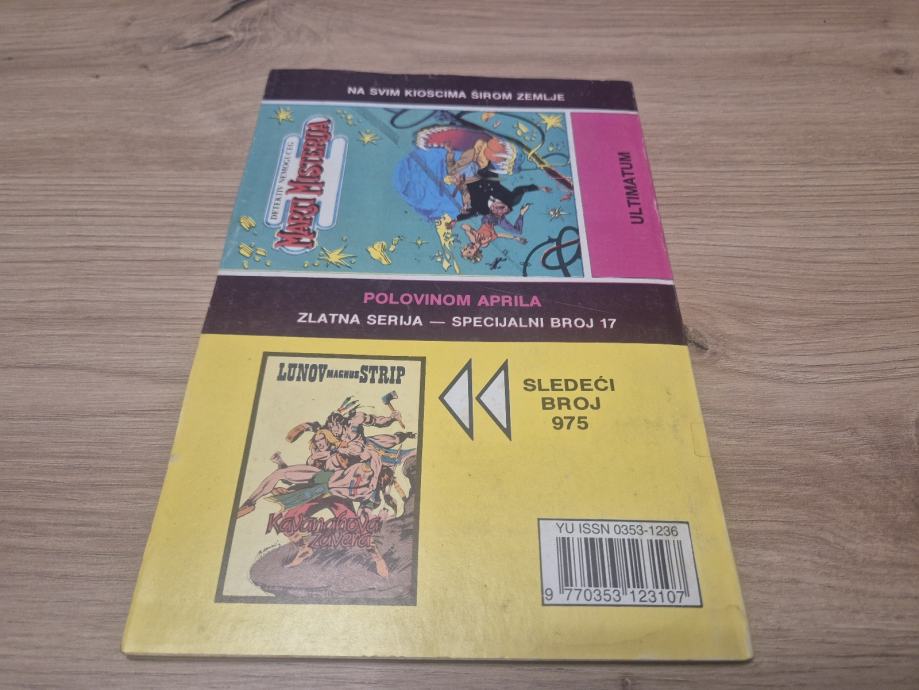 NA SVIM KIOSCIMA ŠIROM ZEMLJE
DETEKTIV NEMOGUĆEG
MARTI MISTERIJA
ULTIMATUM
POLOVINOM APRILA
ZLATNA SERIJA — SPECIJALNI BROJ 17
LUNOV MAGNUS STRIP
Kavanahova
zavera
SLEDEĆI
BROJ
975
YU ISSN 0353-1236
9 770353 123107